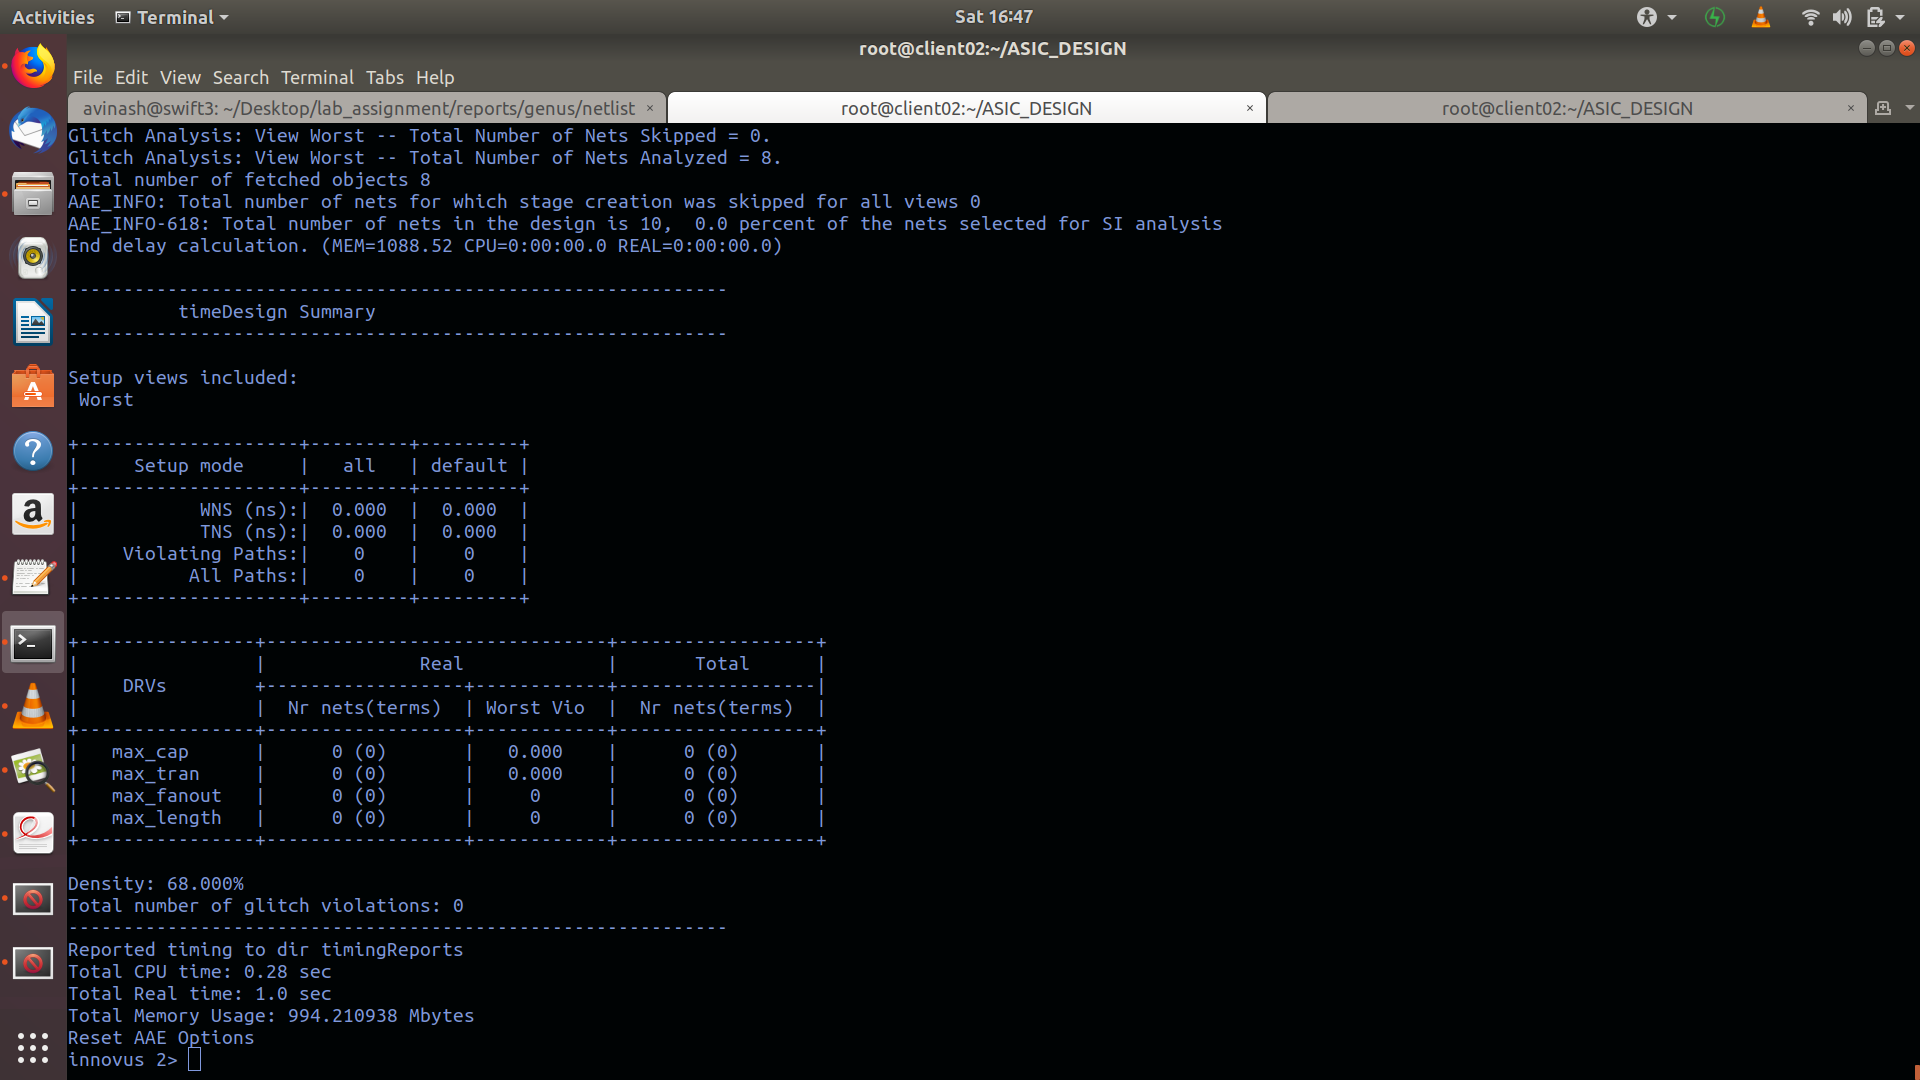 Activities Terminal Sat 16:47
root@client02:~/ASIC_DESIGN
File Edit View Search Terminal Tabs Help
avinash@swift3: ~/Desktop/lab_assignment/reports/genus/netlist × root@client02:~/ASIC_DESIGN × root@client02:~/ASIC_DESIGN ×
Glitch Analysis: View Worst -- Total Number of Nets Skipped = 0.
Glitch Analysis: View Worst -- Total Number of Nets Analyzed = 8.
Total number of fetched objects 8
AAE_INFO: Total number of nets for which stage creation was skipped for all views 0
AAE_INFO-618: Total number of nets in the design is 10,  0.0 percent of the nets selected for SI analysis
End delay calculation. (MEM=1088.52 CPU=0:00:00.0 REAL=0:00:00.0)
------------------------------------------------------------
          timeDesign Summary
------------------------------------------------------------
Setup views included:
 Worst
+--------------------+---------+---------+
|     Setup mode     |   all   | default |
+--------------------+---------+---------+
|           WNS (ns):|  0.000  |  0.000  |
|           TNS (ns):|  0.000  |  0.000  |
|    Violating Paths:|    0    |    0    |
|          All Paths:|    0    |    0    |
+--------------------+---------+---------+
+----------------+-------------------------------+------------------+
|                |              Real             |       Total      |
|    DRVs        +------------------+------------+------------------|
|                |  Nr nets(terms)  | Worst Vio  |  Nr nets(terms)  |
+----------------+------------------+------------+------------------+
|   max_cap      |      0 (0)       |   0.000    |      0 (0)       |
|   max_tran     |      0 (0)       |   0.000    |      0 (0)       |
|   max_fanout   |      0 (0)       |     0      |      0 (0)       |
|   max_length   |      0 (0)       |     0      |      0 (0)       |
+----------------+------------------+------------+------------------+
Density: 68.000%
Total number of glitch violations: 0
------------------------------------------------------------
Reported timing to dir timingReports
Total CPU time: 0.28 sec
Total Real time: 1.0 sec
Total Memory Usage: 994.210938 Mbytes
Reset AAE Options
innovus 2>